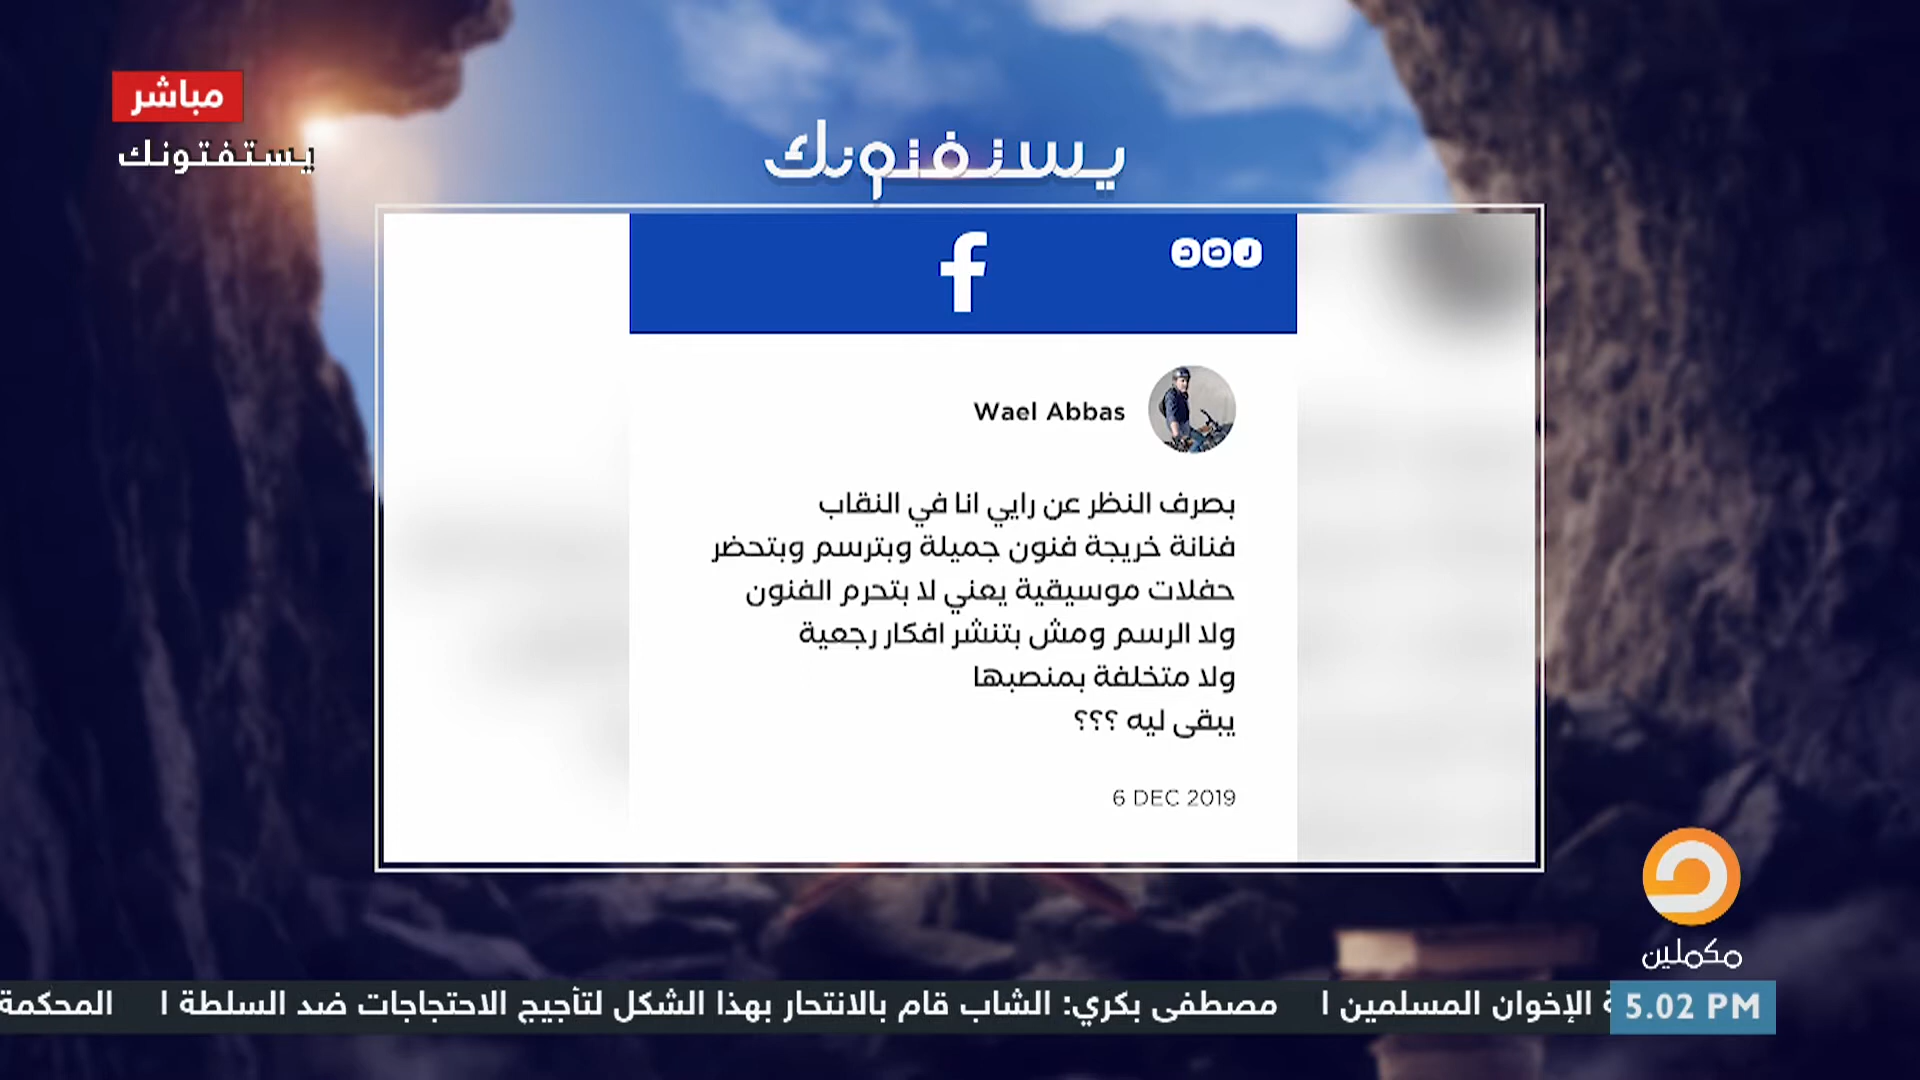 مباشر
يستفتونك
يستفتونك
f
رصد
Wael Abbas
بصرف النظر عن رايي انا في النقاب
فنانة خريجة فنون جميلة وبترسم وبتحضر
حفلات موسيقية يعني لا بتحرم الفنون
ولا الرسم ومش بتنشر افكار رجعية
ولا متخلفة بمنصبها
يبقى ليه ؟؟؟
6 DEC 2019
مكملين
ة الإخوان المسلمين ا مصطفى بكري: الشاب قام بالانتحار بهذا الشكل لتأجيج الاحتجاجات ضد السلطة ا المحكمة
5.02 PM